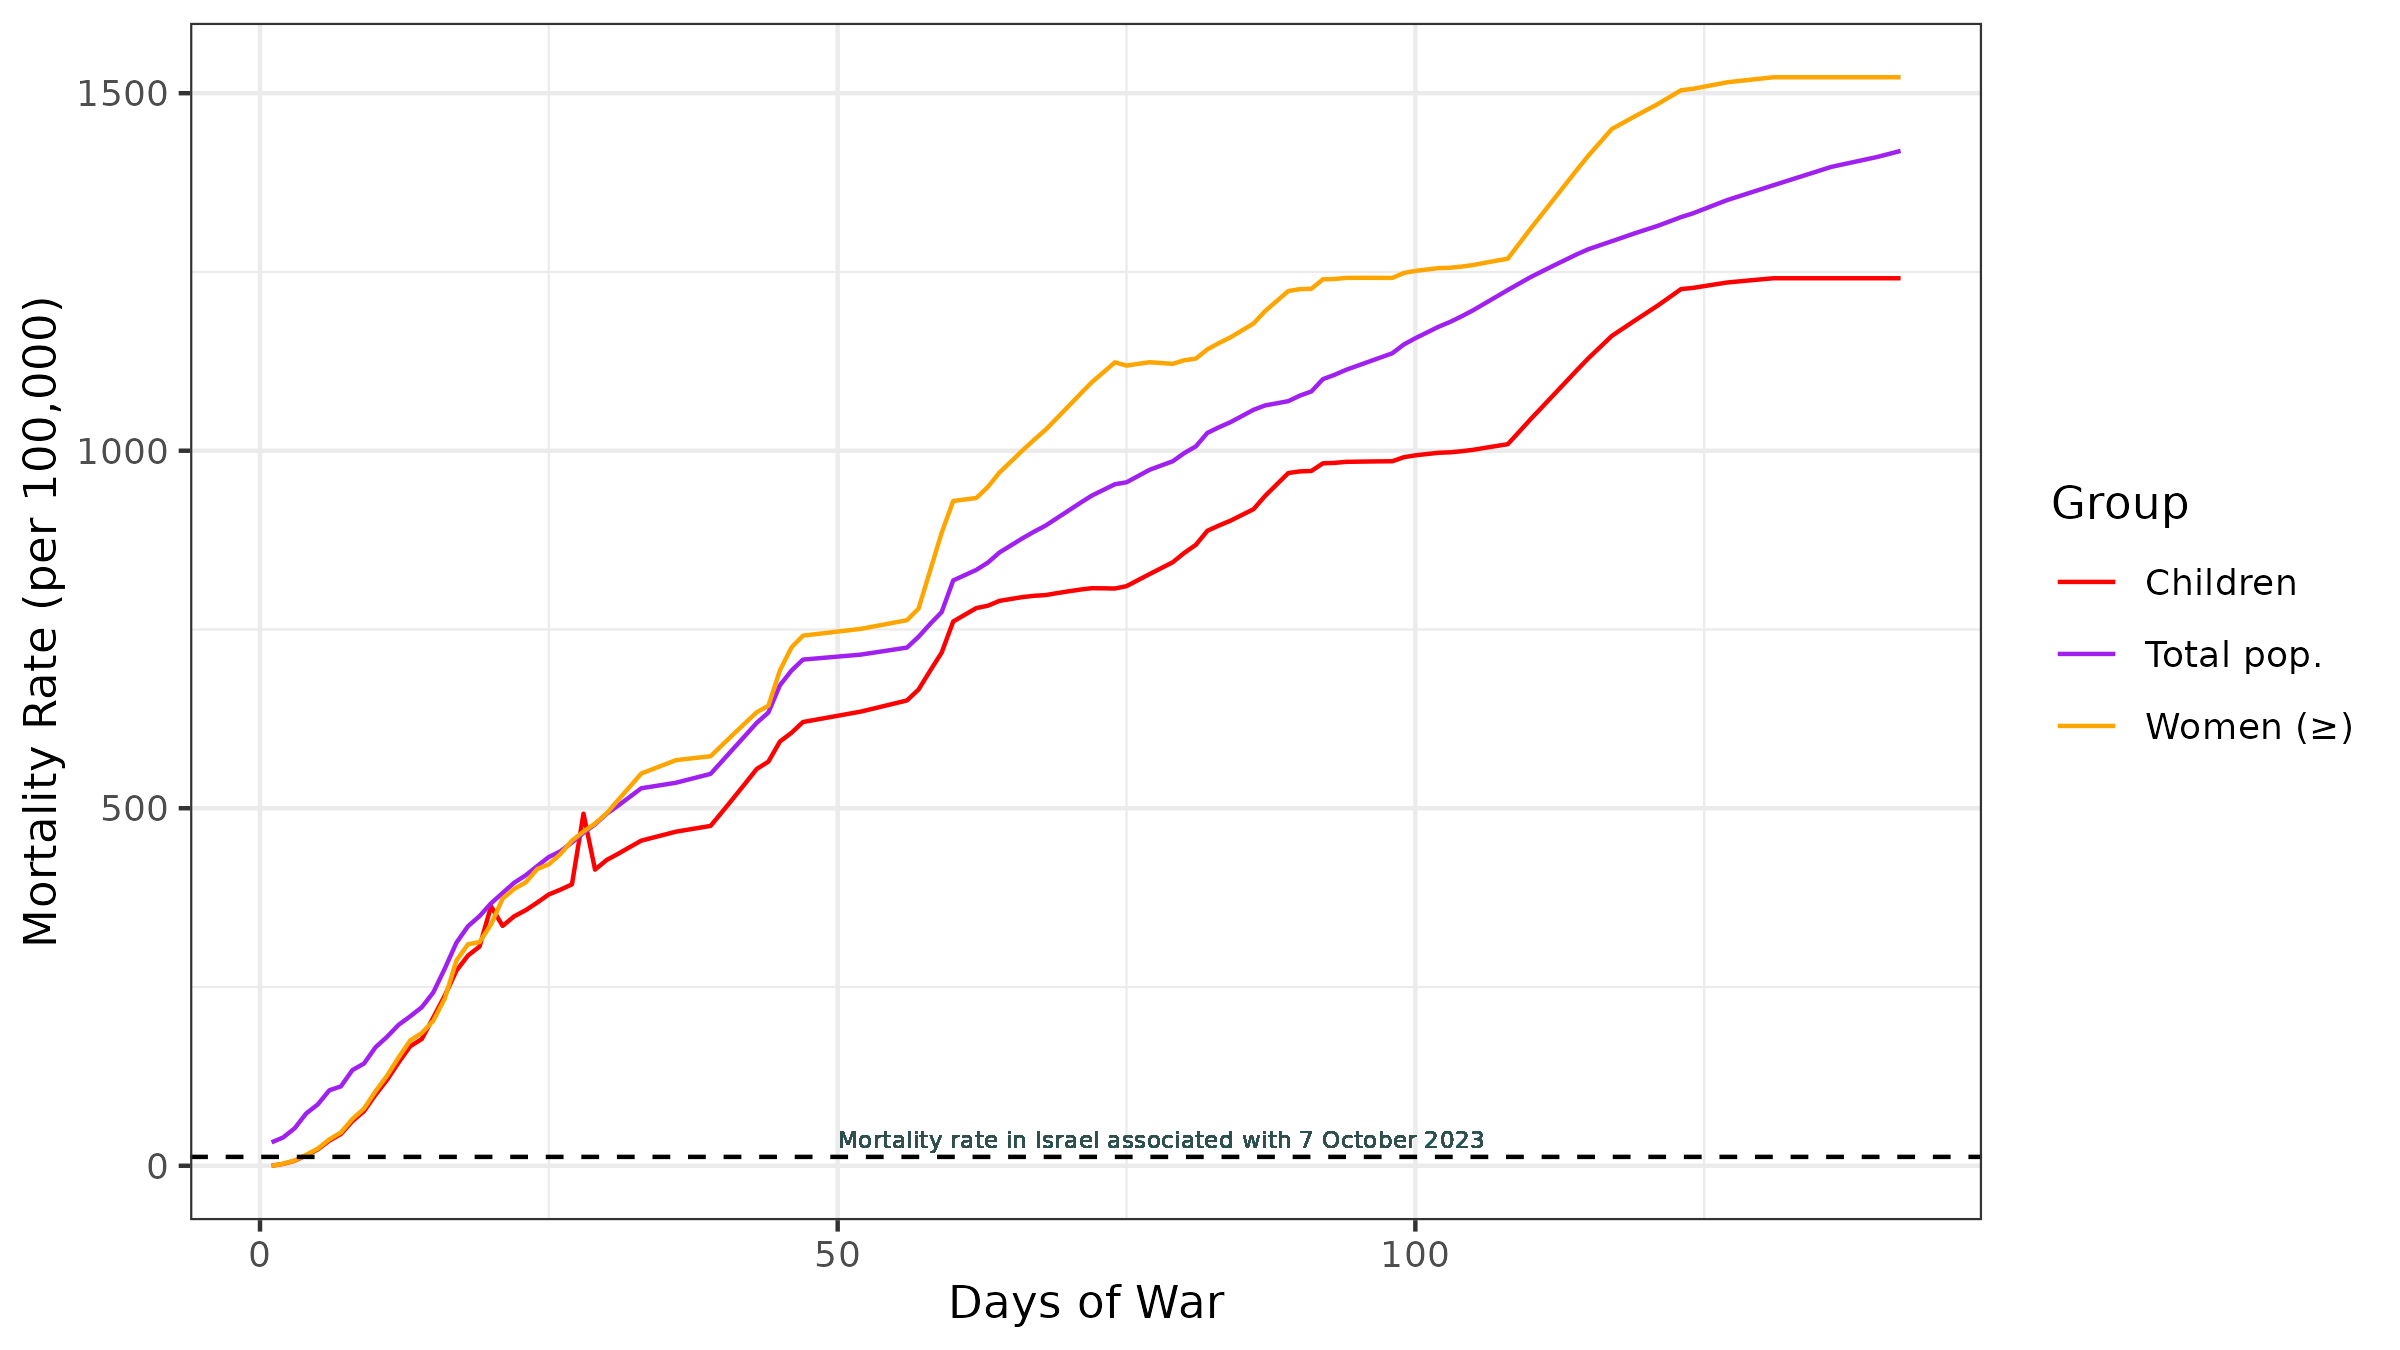 Mortality Rate (per 100,000)
1500
1000
500
0
Mortality rate in Israel associated with 7 October 2023
0
50
100
Days of War
Group
Children
Total pop.
Women (≥)